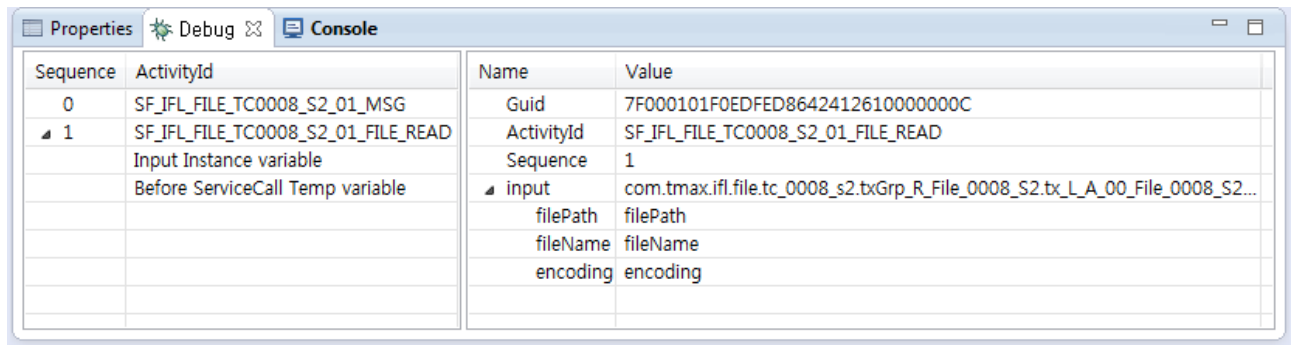 Properties Debug Console
Sequence ActivityId
0 SF_IFL_FILE_TC0008_S2_01_MSG
1 SF_IFL_FILE_TC0008_S2_01_FILE_READ
Input Instance variable
Before ServiceCall Temp variable
Name Value
Guid 7F000101F0EDFED8642412610000000C
ActivityId SF_IFL_FILE_TC0008_S2_01_FILE_READ
Sequence 1
input com.tmax.ifl.file.tc_0008_s2.txGrp_R_File_0008_S2.tx_L_A_00_File_0008_S2...
filePath filePath
fileName fileName
encoding encoding